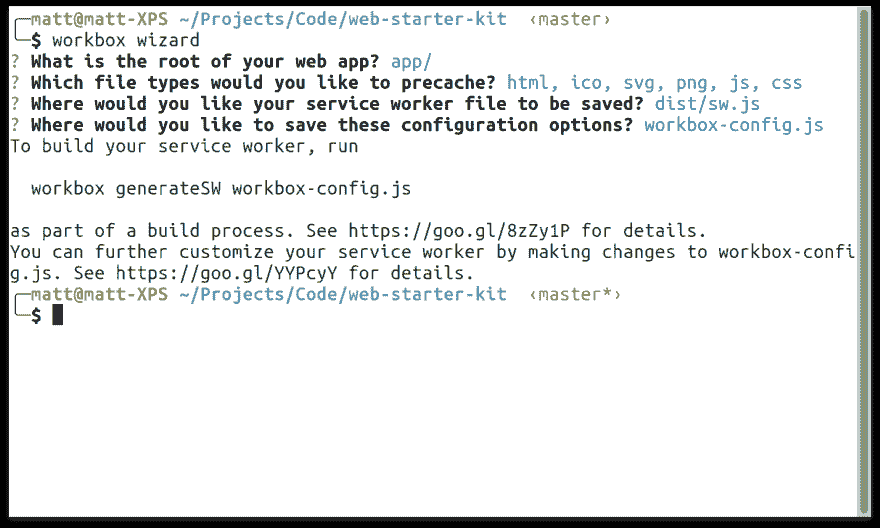 matt@matt-XPS ~/Projects/Code/web-starter-kit ‹master›
$ workbox wizard
? What is the root of your web app? app/
? Which file types would you like to precache? html, ico, svg, png, js, css
? Where would you like your service worker file to be saved? dist/sw.js
? Where would you like to save these configuration options? workbox-config.js
To build your service worker, run
workbox generateSW workbox-config.js
as part of a build process. See https://goo.gl/8zZy1P for details.
You can further customize your service worker by making changes to workbox-confi
g.js. See https://goo.gl/YYPcyY for details.
matt@matt-XPS ~/Projects/Code/web-starter-kit ‹master*›
$